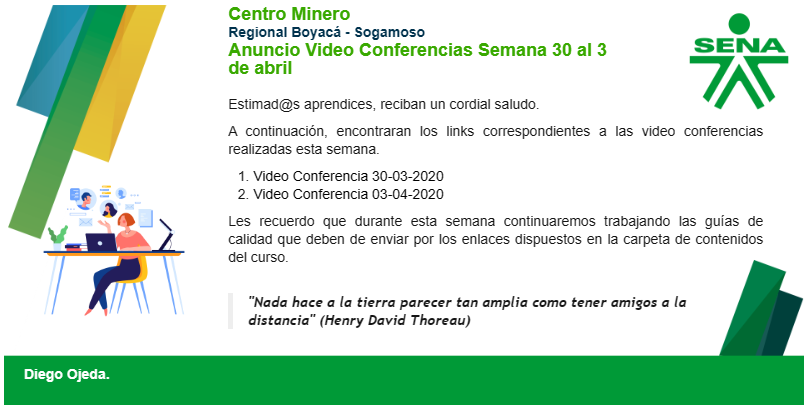 Centro Minero
Regional Boyacá - Sogamoso
Anuncio Video Conferencias Semana 30 al 3
de abril
SENA
Estimad@s aprendices, reciban un cordial saludo.
A continuación, encontraran los links correspondientes a las video conferencias
realizadas esta semana.
1. Video Conferencia 30-03-2020
2. Video Conferencia 03-04-2020
Les recuerdo que durante esta semana continuaremos trabajando las guías de
calidad que deben de enviar por los enlaces dispuestos en la carpeta de contenidos
del curso.
"Nada hace a la tierra parecer tan amplia como tener amigos a la
distancia" (Henry David Thoreau)
Diego Ojeda.